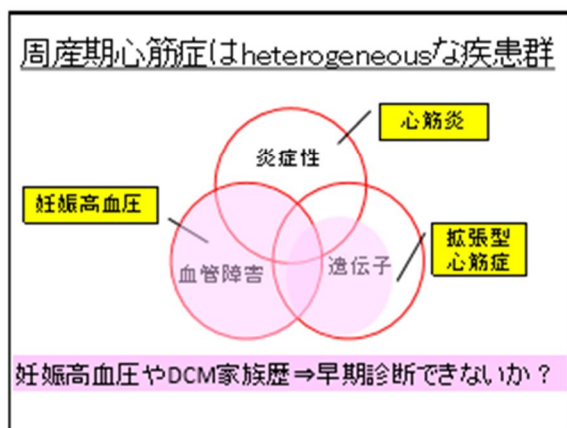 周産期心筋症はheterogeneousな疾患群
心筋炎
炎症性
妊娠高血圧
血管障害
遺伝子
拡張型
心筋症
妊娠高血圧やDCM家族歴⇒早期診断できないか？